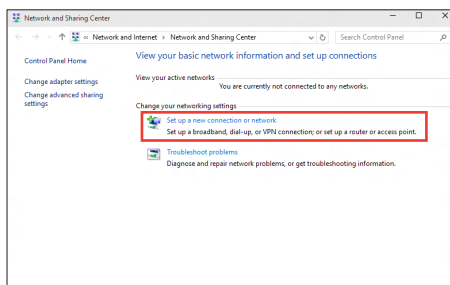 Network and Sharing Center
« Network and Internet › Network and Sharing Center
Search Control Panel
Control Panel Home
Change adapter settings
Change advanced sharing
settings
View your basic network information and set up connections
View your active networks
You are currently not connected to any networks.
Change your networking settings
Set up a new connection or network
Set up a broadband, dial-up, or VPN connection; or set up a router or access point.
Troubleshoot problems
Diagnose and repair network problems, or get troubleshooting information.